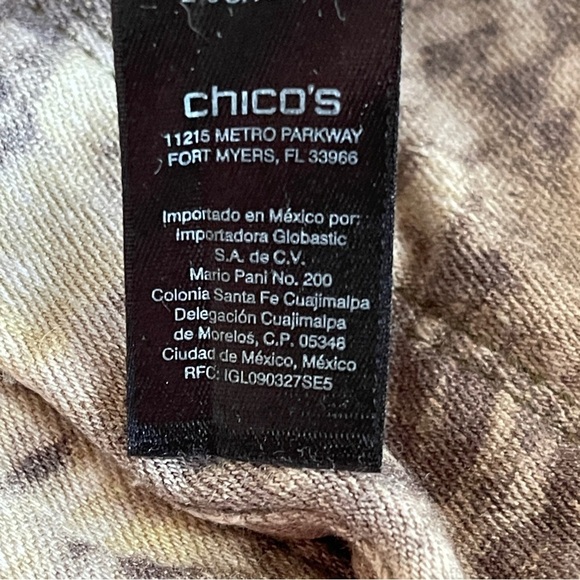 chico's
11215 METRO PARKWAY
FORT MYERS, FL 33966
Importado en México por:
Importadora Globastic
S.A. de C.V.
Mario Pani No. 200
Colonia Santa Fe Cuajimalpa
Delegación Cuajimalpa
de Morelos, C.P. 05348
Ciudad de México, México
RFC: IGL090327SE5